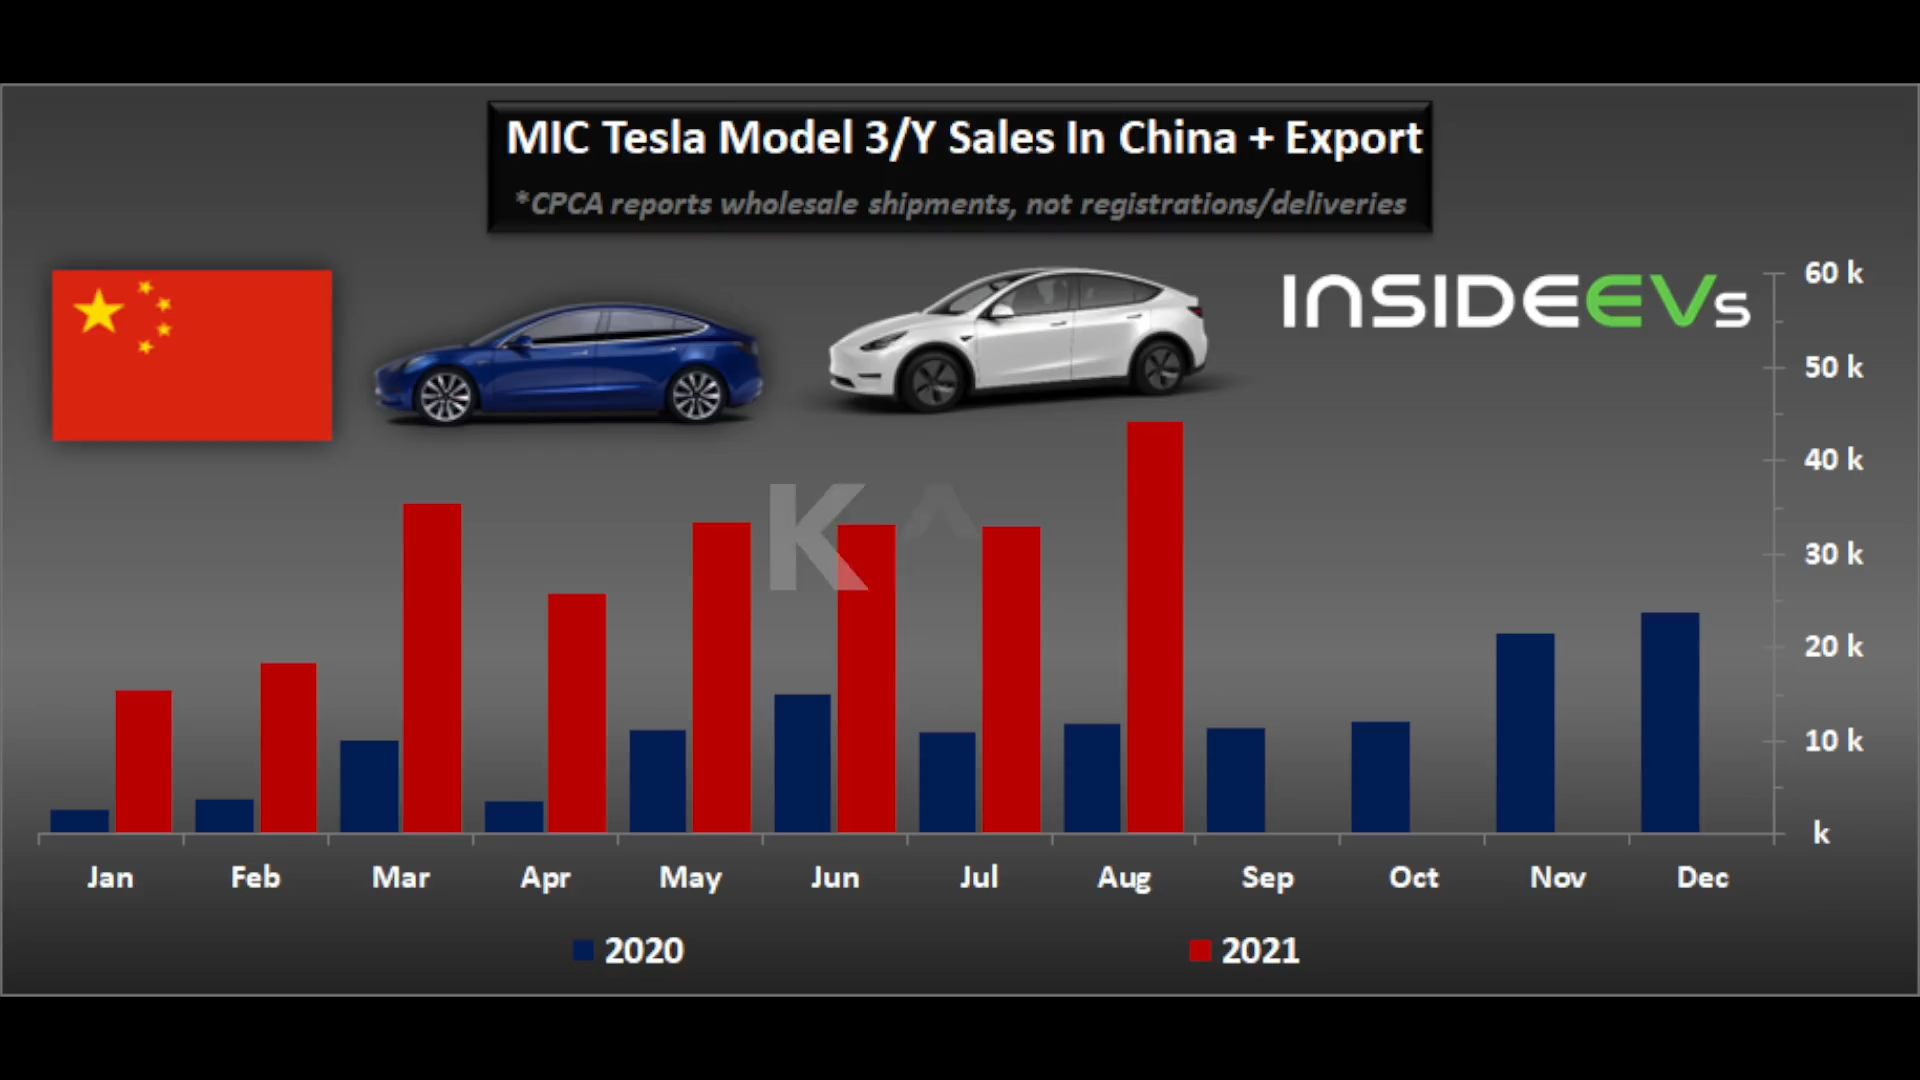 MIC Tesla Model 3/Y Sales In China + Export
*CPCA reports wholesale shipments, not registrations/deliveries
INSIDEEVs
60 k
50 k
40 k
30 k
20 k
10 k
k
K
Jan Feb Mar Apr May Jun Jul Aug Sep Oct Nov Dec
2020 2021